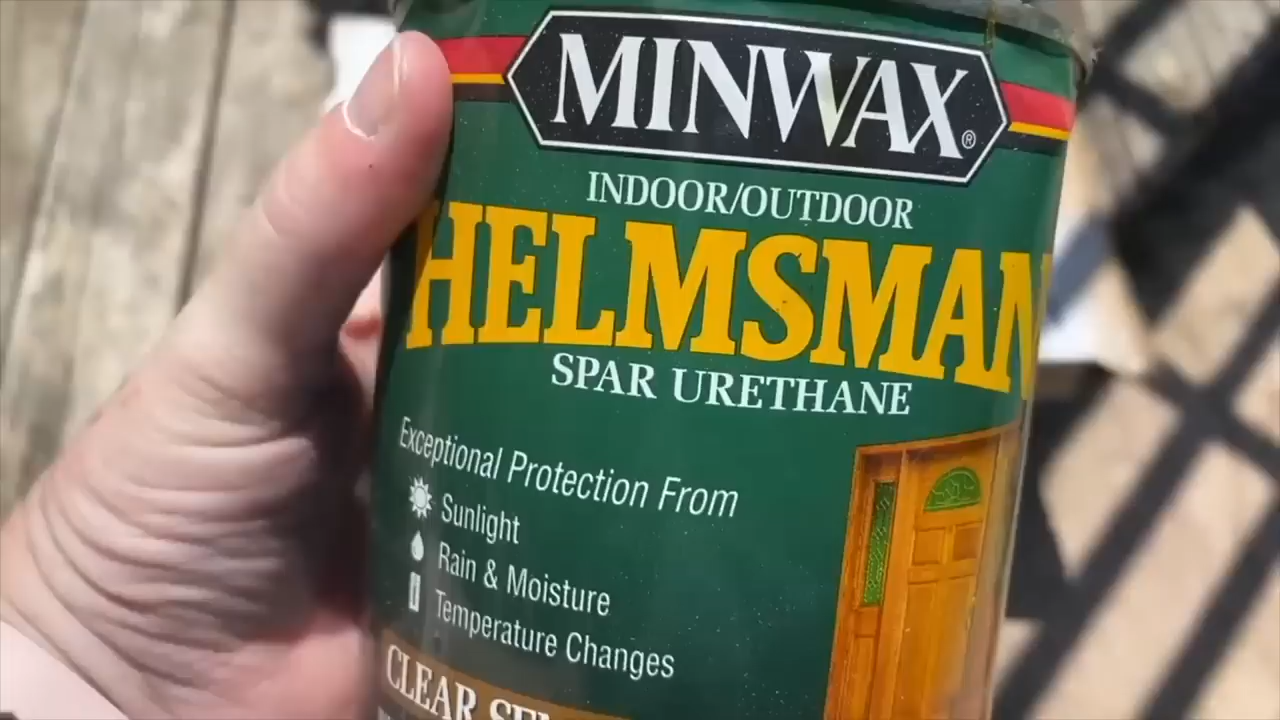 MINWAX®
INDOOR/OUTDOOR
HELMSMAN
SPAR URETHANE
Exceptional Protection From
Sunlight
Rain & Moisture
Temperature Changes
CLEAR